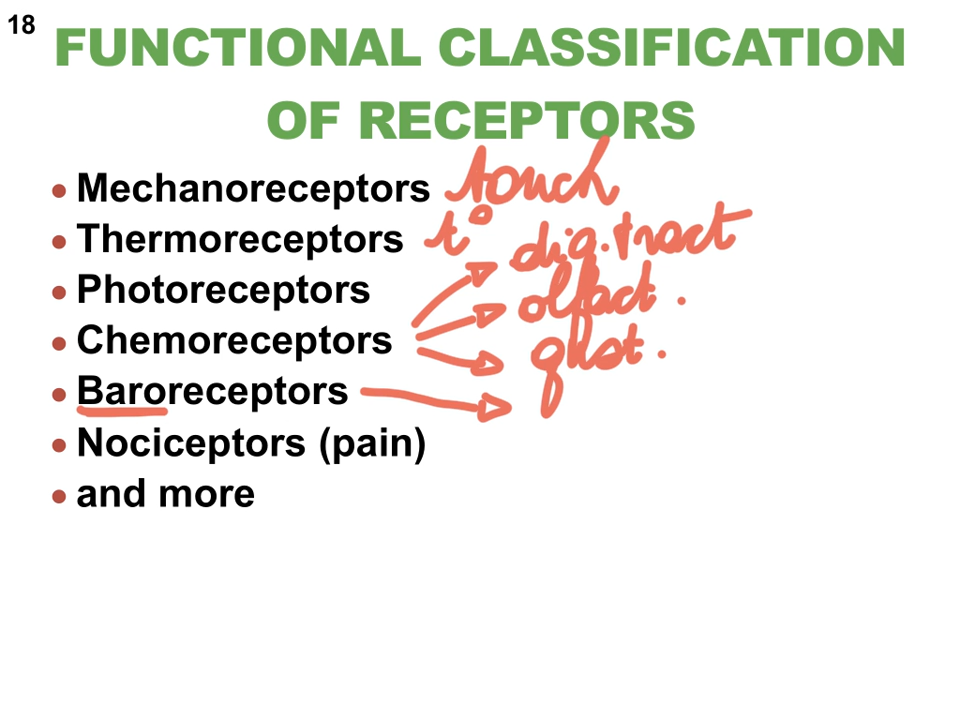 18
FUNCTIONAL CLASSIFICATION
OF RECEPTORS
• Mechanoreceptors touch
• Thermoreceptors t° dig. tract
• Photoreceptors olfact.
• Chemoreceptors gust.
• Baroreceptors
• Nociceptors (pain)
• and more